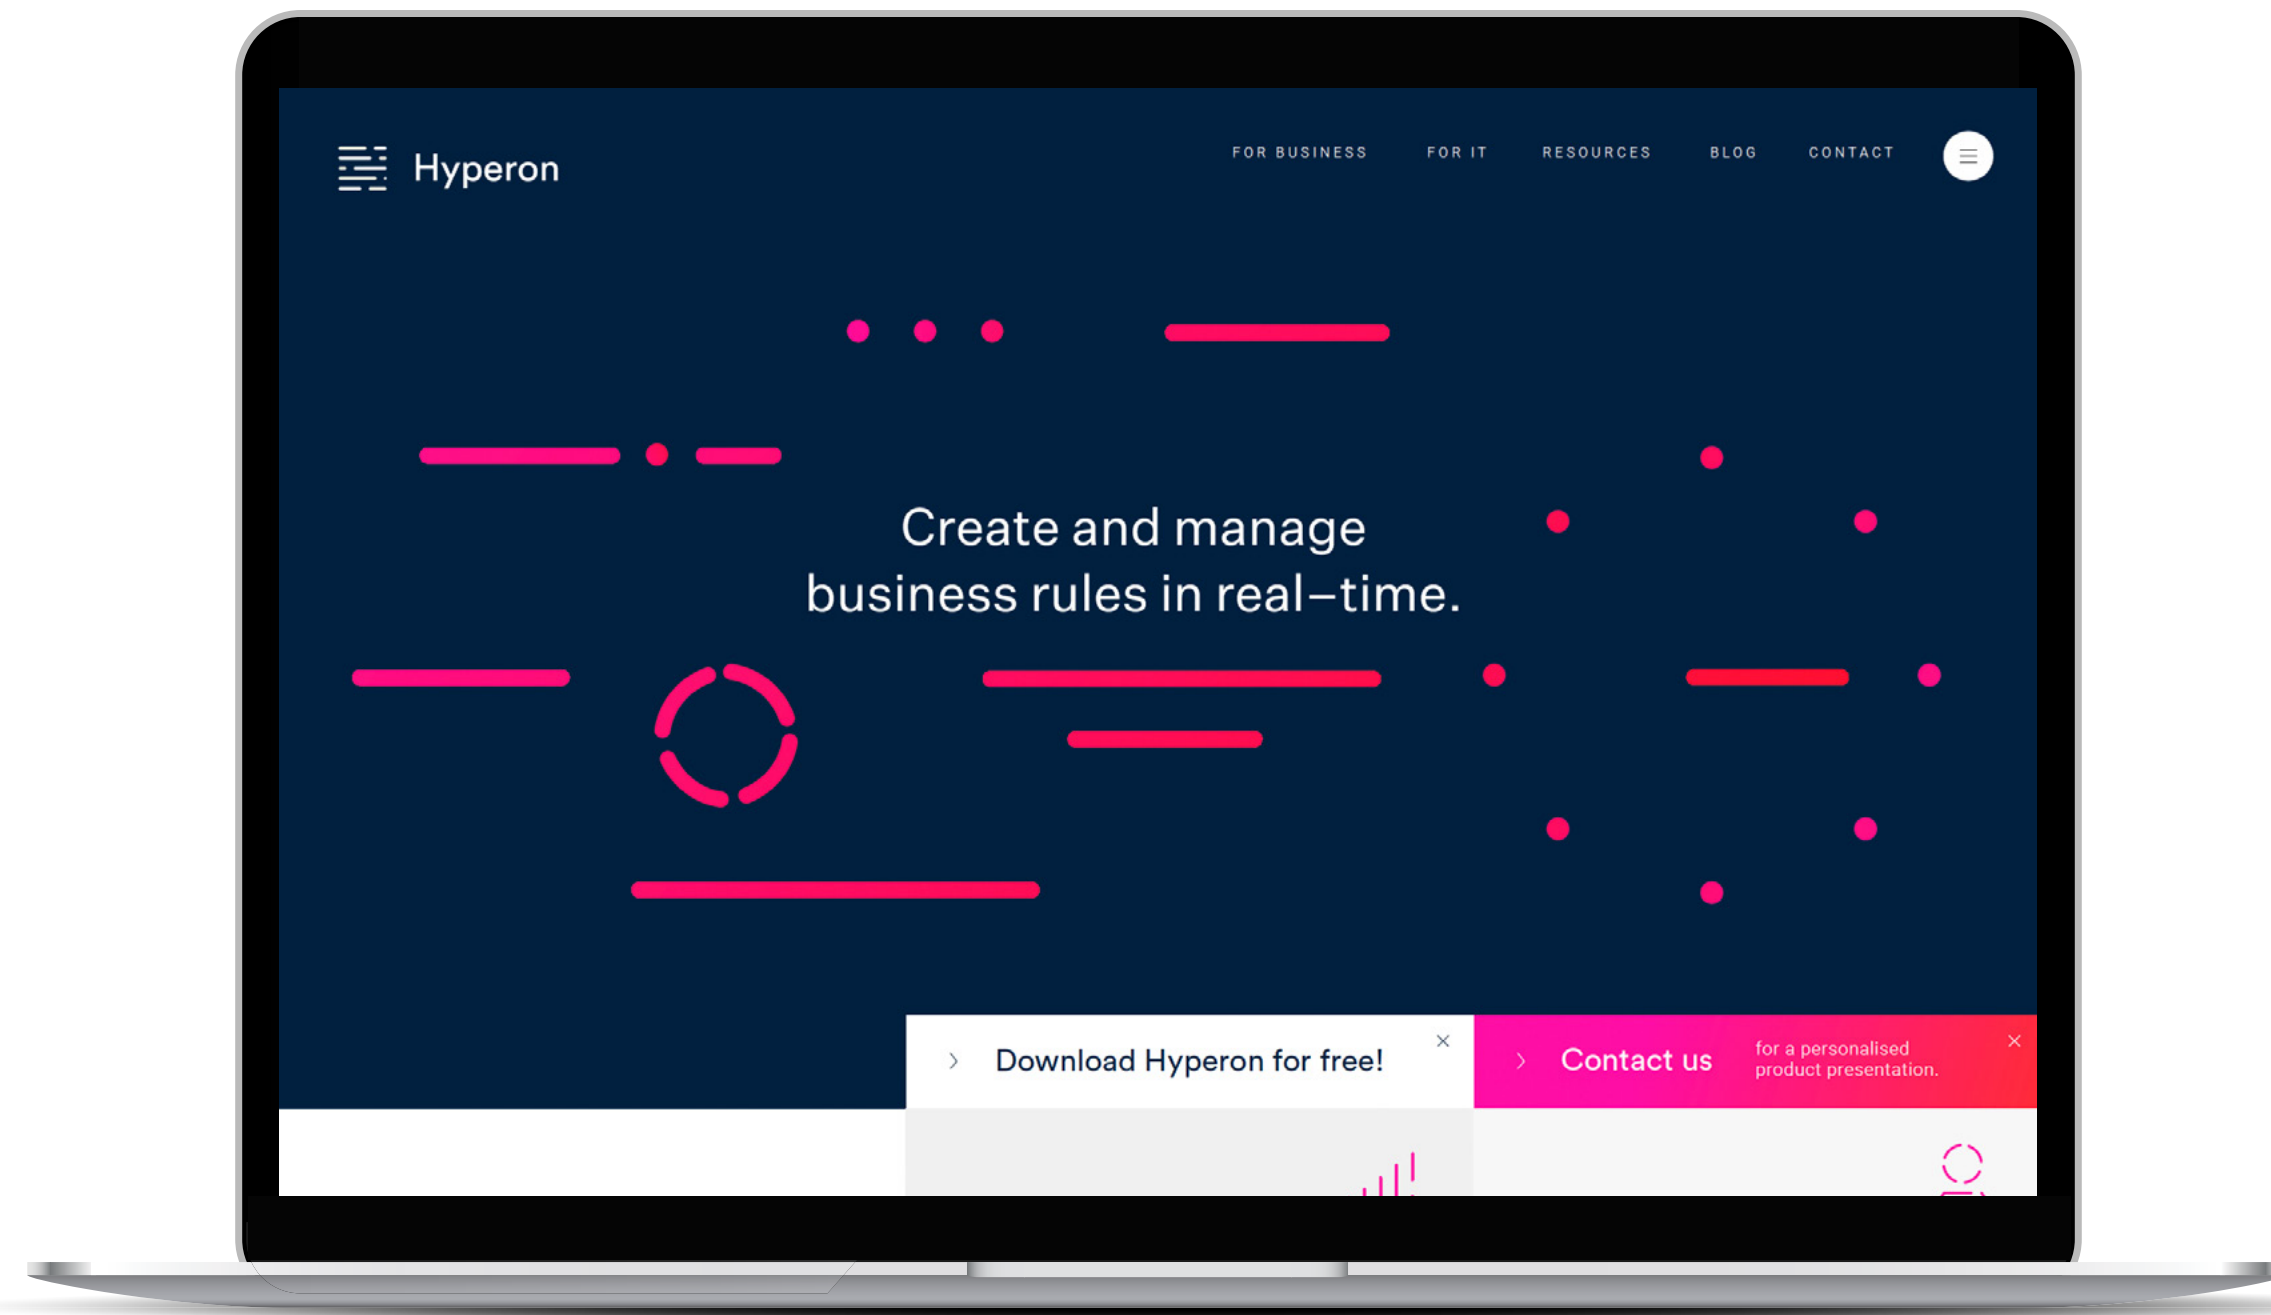 Hyperon
FOR BUSINESS FOR IT RESOURCES BLOG CONTACT
Create and manage
business rules in real–time.
Download Hyperon for free!
Contact us
for a personalised
product presentation.